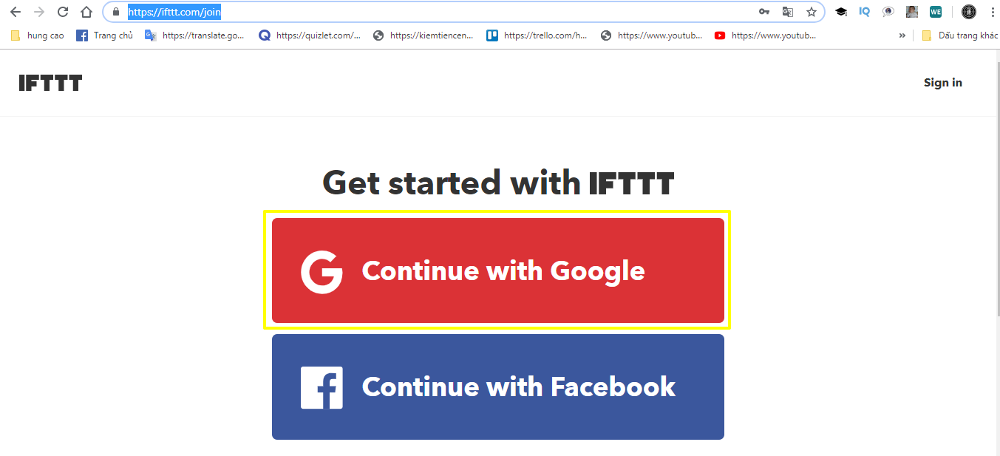 https://ifttt.com/join
IQ
WE
hung cao
Trang chủ
https://translate.go...
https://quizlet.com/...
https://kiemtiencen...
https://trello.com/h...
https://www.youtub...
https://www.youtub...
»
Dấu trang khác
IFTTT
Sign in
Get started with IFTTT
Continue with Google
Continue with Facebook